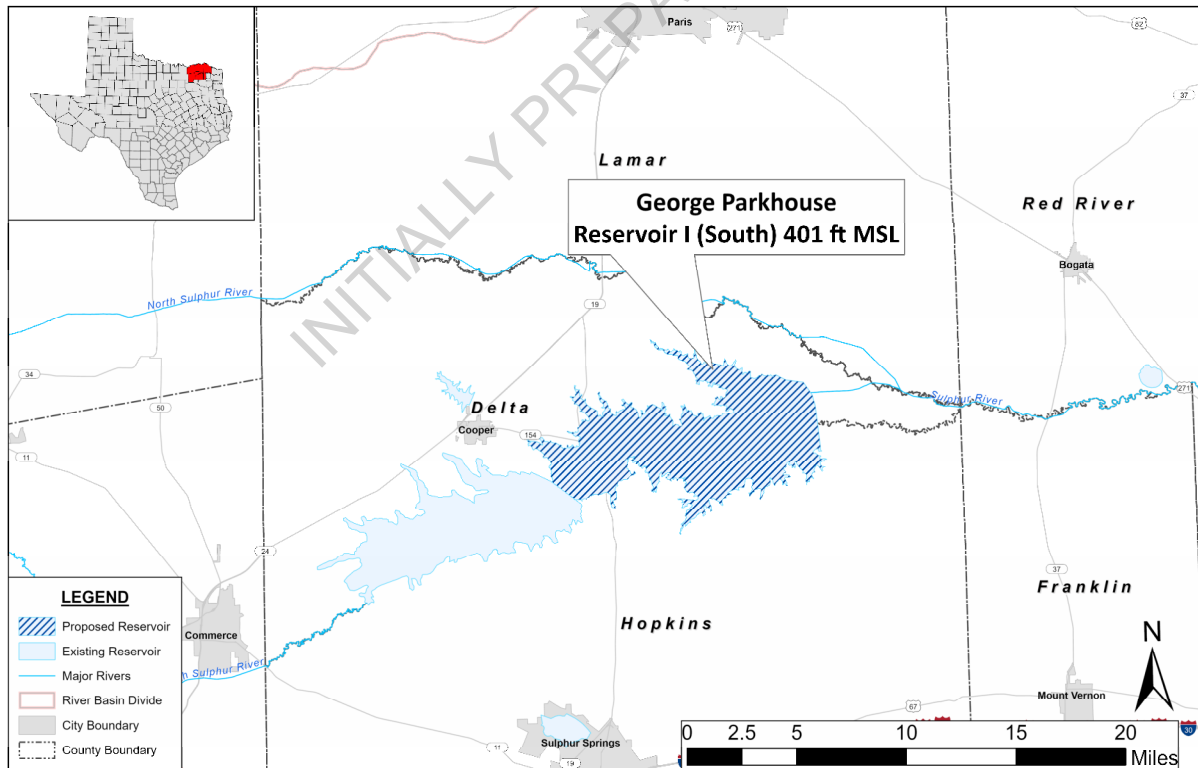 Paris
271
82
37
INITIALLY PREPA
Lamar
George Parkhouse
Reservoir I (South) 401 ft MSL
Red River
Bogata
North Sulphur River
19
34
50
271
Sulphur River
Delta
Cooper
154
11
24
37
Franklin
Hopkins
LEGEND
Proposed Reservoir
Existing Reservoir
Major Rivers
River Basin Divide
City Boundary
County Boundary
Commerce
Sulphur River
N
Mount Vernon
67
30
Sulphur Springs
11
19
0 2.5 5 10 15 20
Miles